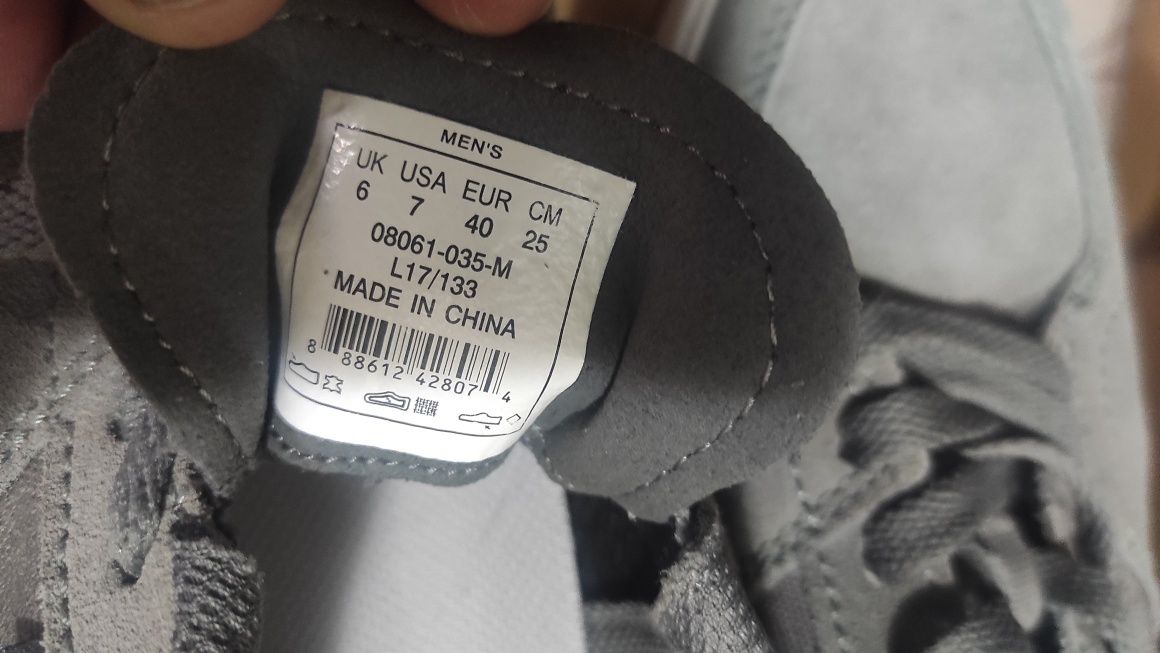 MEN'S
UK USA EUR CM
6 7 40 25
08061-035-M
L17/133
MADE IN CHINA
8 88612 42807 4